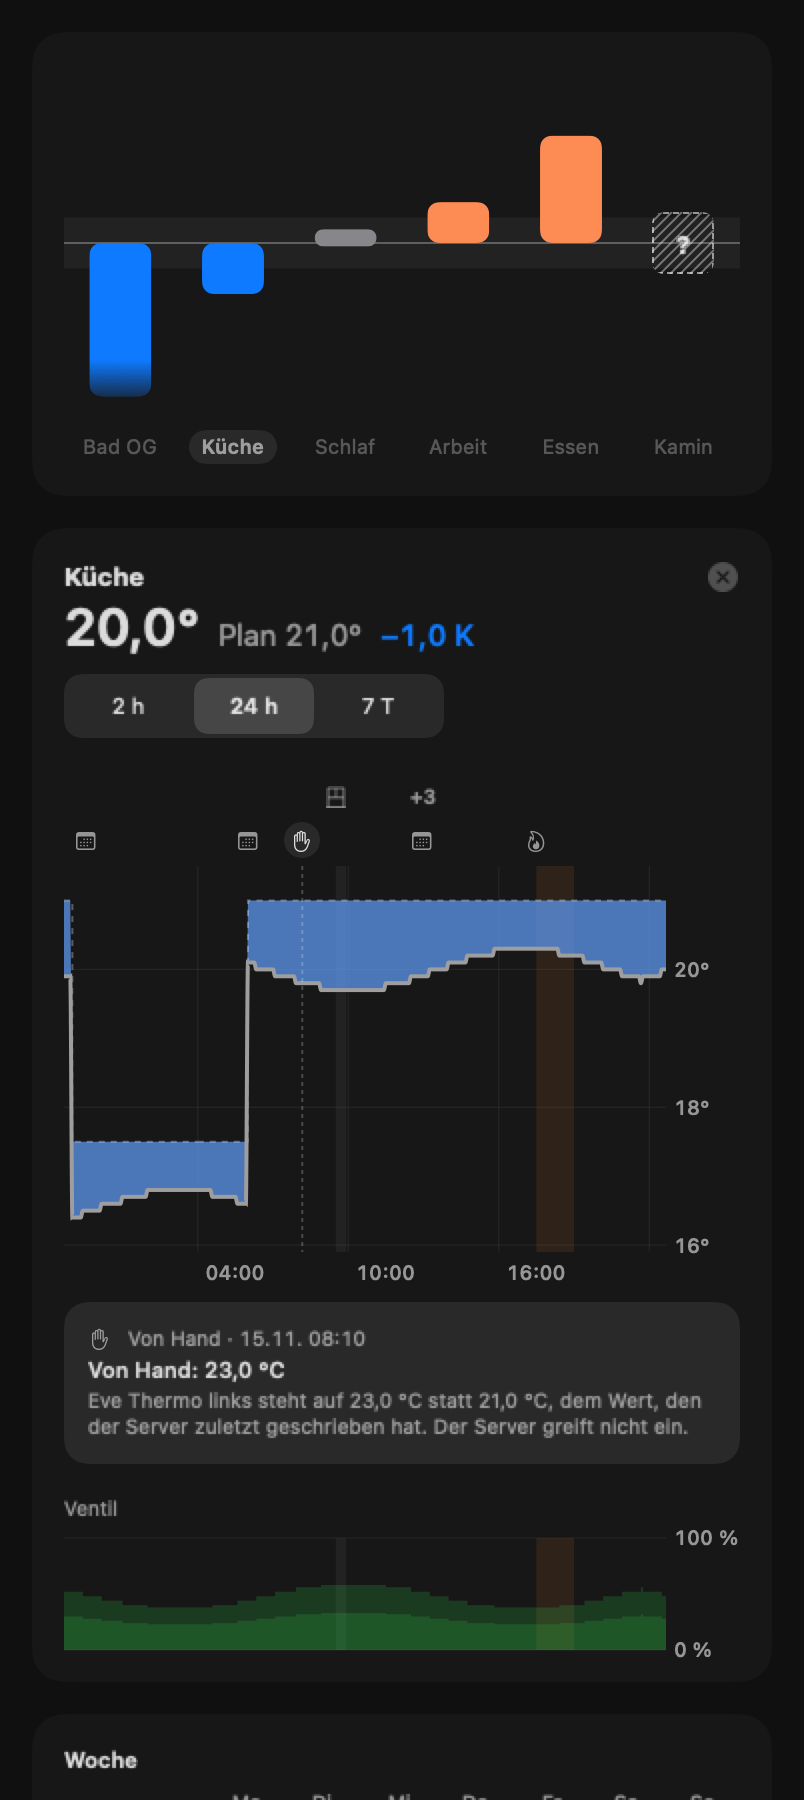 ?
Bad OG Küche Schlaf Arbeit Essen Kamin
Küche
20,0° Plan 21,0° −1,0 K
2 h 24 h 7 T
+3
20°
18°
16°
04:00 10:00 16:00
Von Hand · 15.11. 08:10
Von Hand: 23,0 °C
Eve Thermo links steht auf 23,0 °C statt 21,0 °C, dem Wert, den
der Server zuletzt geschrieben hat. Der Server greift nicht ein.
Ventil
100 %
0 %
Woche